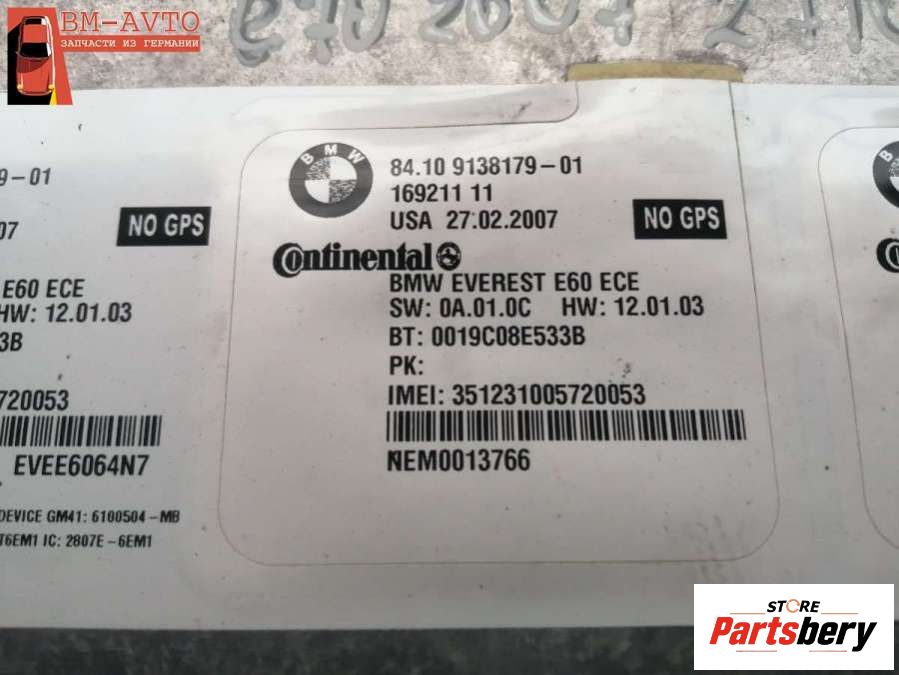 BM-AVTO
ЗАПЧАСТИ ИЗ ГЕРМАНИИ
9-01
07
NO GPS
E60 ECE
HW: 12.01.03
3B
720053
EVEE6064N7
DEVICE GM41: 6100504-MB
T6EM1 IC: 2807E-6EM1
BMW
84.10 9138179-01
169211 11
USA 27.02.2007
NO GPS
Continental
BMW EVEREST E60 ECE
SW: 0A.01.0C HW: 12.01.03
BT: 0019C08E533B
PK:
IMEI: 351231005720053
NEM0013766
STORE
Partsbery